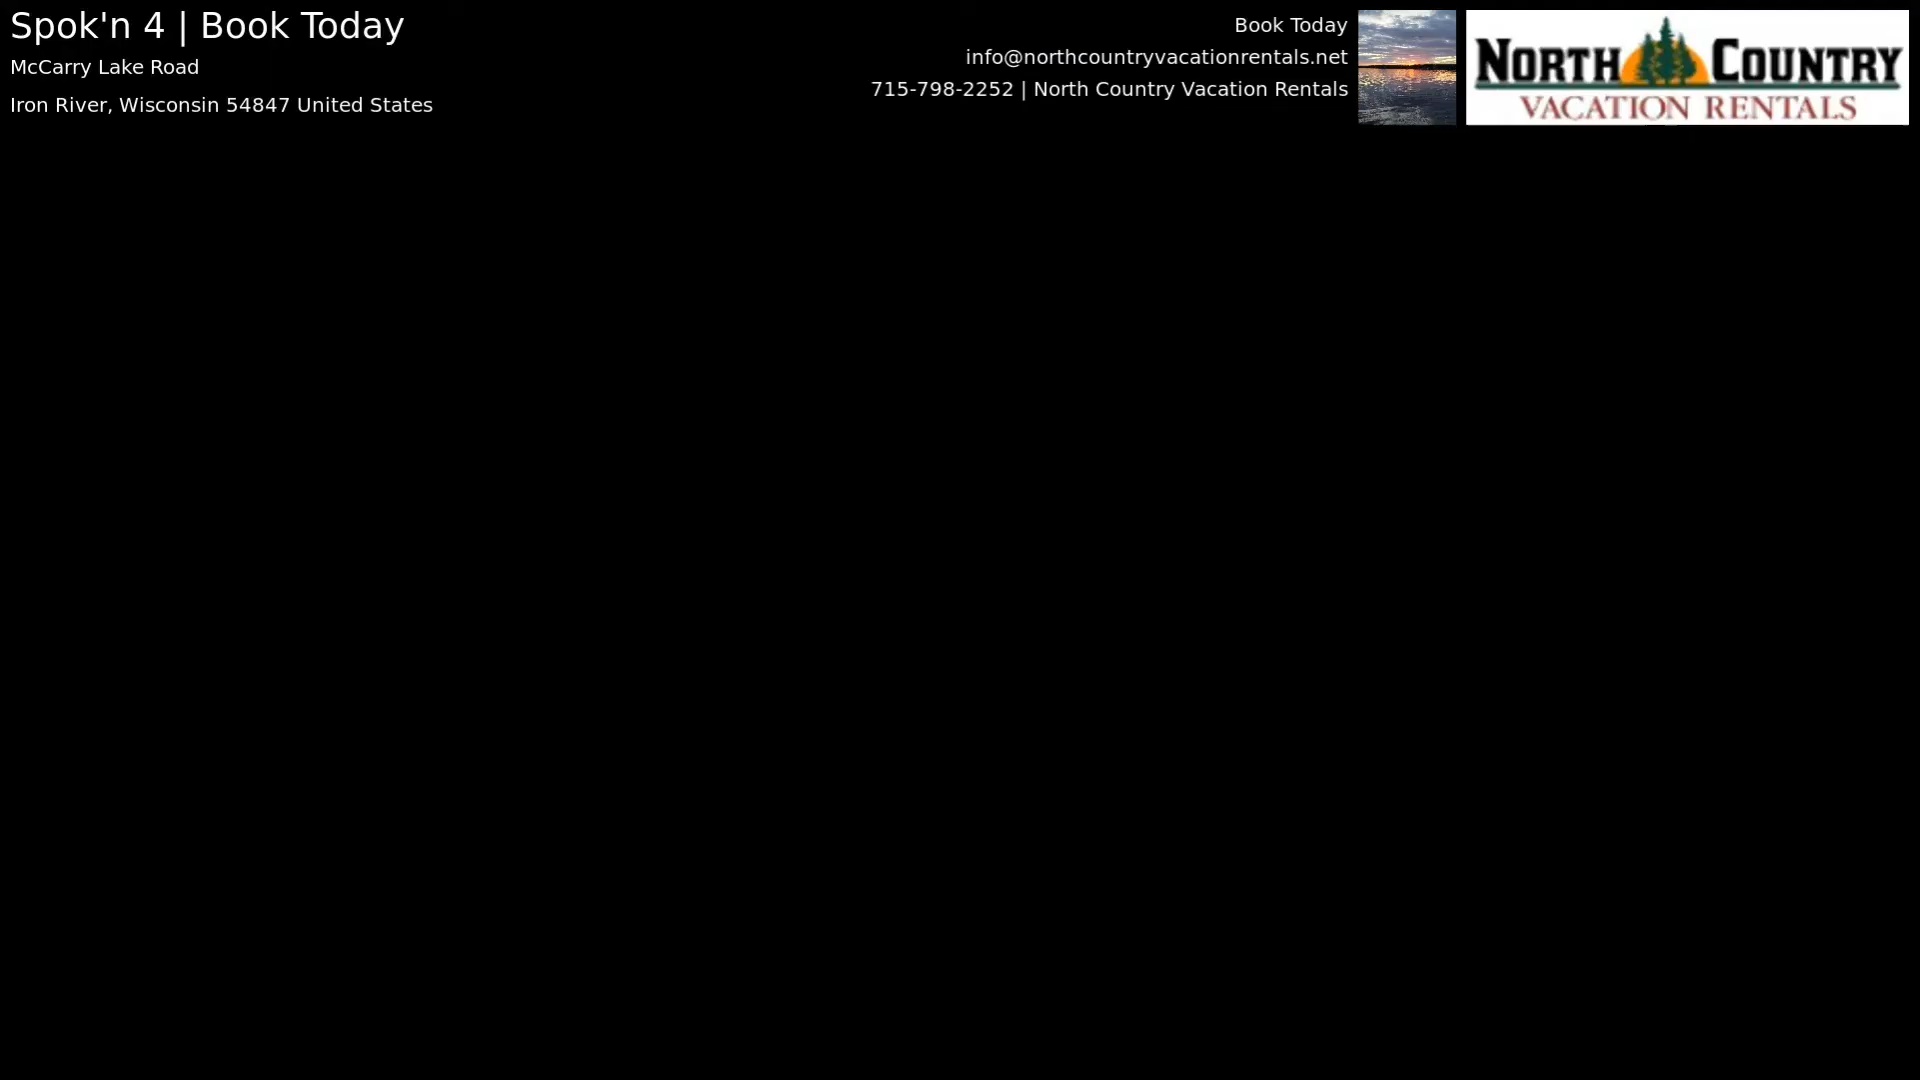 Spok'n 4 | Book Today
McCarry Lake Road
Iron River, Wisconsin 54847 United States
Book Today
info@northcountryvacationrentals.net
715-798-2252 | North Country Vacation Rentals
NORTH COUNTRY
VACATION RENTALS